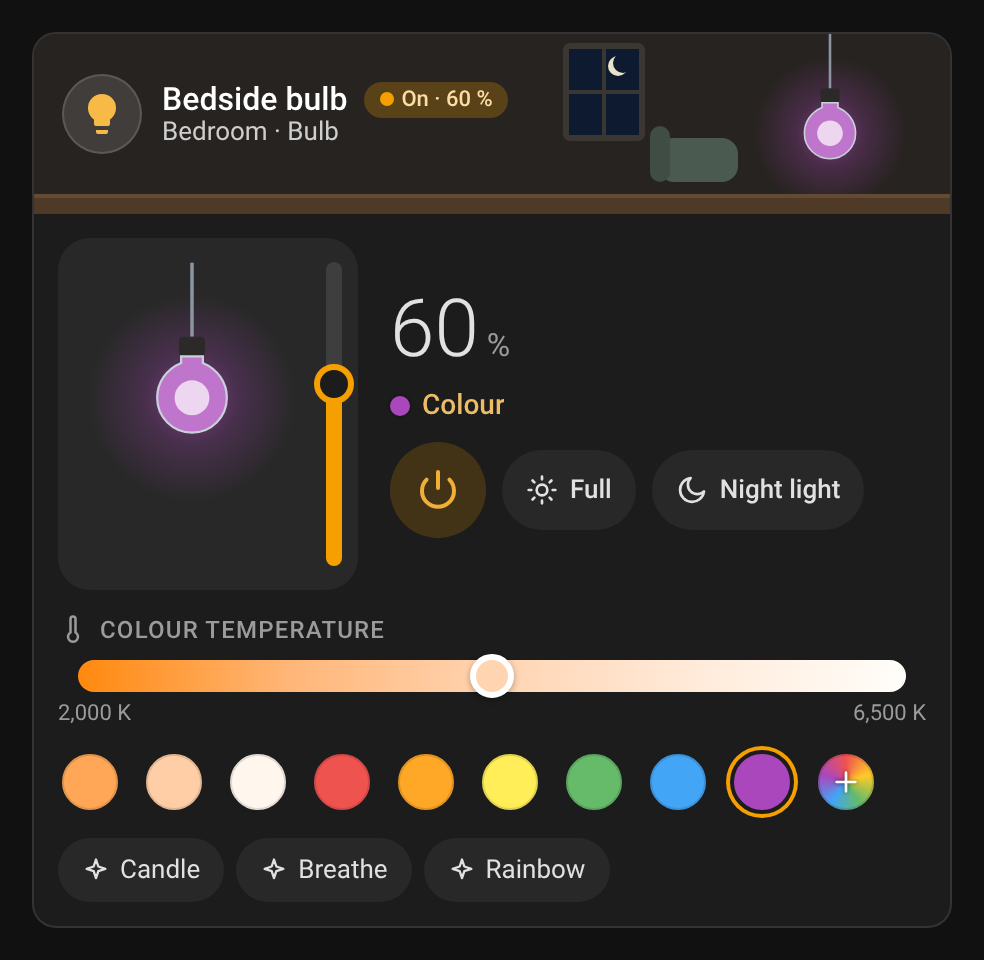 Bedside bulb
On · 60 %
Bedroom · Bulb
60 %
Colour
Full
Night light
COLOUR TEMPERATURE
2,000 K
6,500 K
Candle
Breathe
Rainbow